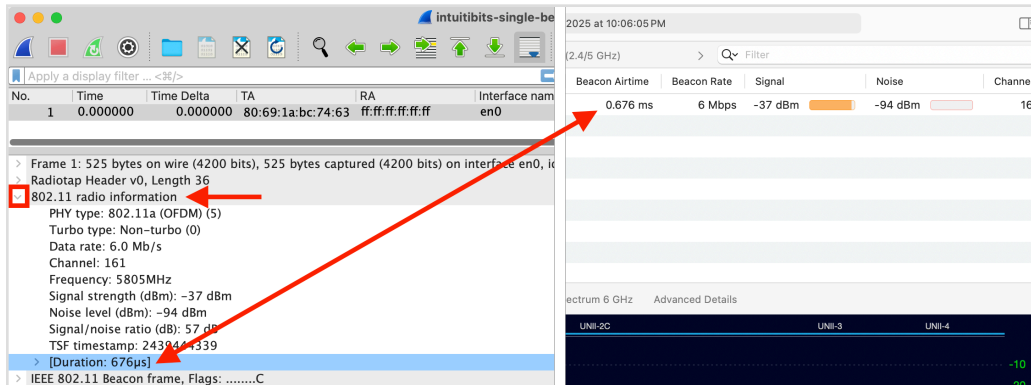 intuitibits-single-be
Apply a display filter ... <⌘/>
No. Time Time Delta TA RA Interface nam
1 0.000000 0.000000 80:69:1a:bc:74:63 ff:ff:ff:ff:ff:ff en0
Frame 1: 525 bytes on wire (4200 bits), 525 bytes captured (4200 bits) on interface en0, i
Radiotap Header v0, Length 36
802.11 radio information
PHY type: 802.11a (OFDM) (5)
Turbo type: Non-turbo (0)
Data rate: 6.0 Mb/s
Channel: 161
Frequency: 5805MHz
Signal strength (dBm): -37 dBm
Noise level (dBm): -94 dBm
Signal/noise ratio (dB): 57 dB
TSF timestamp: 2439444339
[Duration: 676µs]
IEEE 802.11 Beacon frame, Flags: ........C
2025 at 10:06:05 PM
(2.4/5 GHz) > Filter
Beacon Airtime Beacon Rate Signal Noise Channe
0.676 ms 6 Mbps -37 dBm -94 dBm 16
ectrum 6 GHz Advanced Details
UNII-2C UNII-3 UNII-4
-10